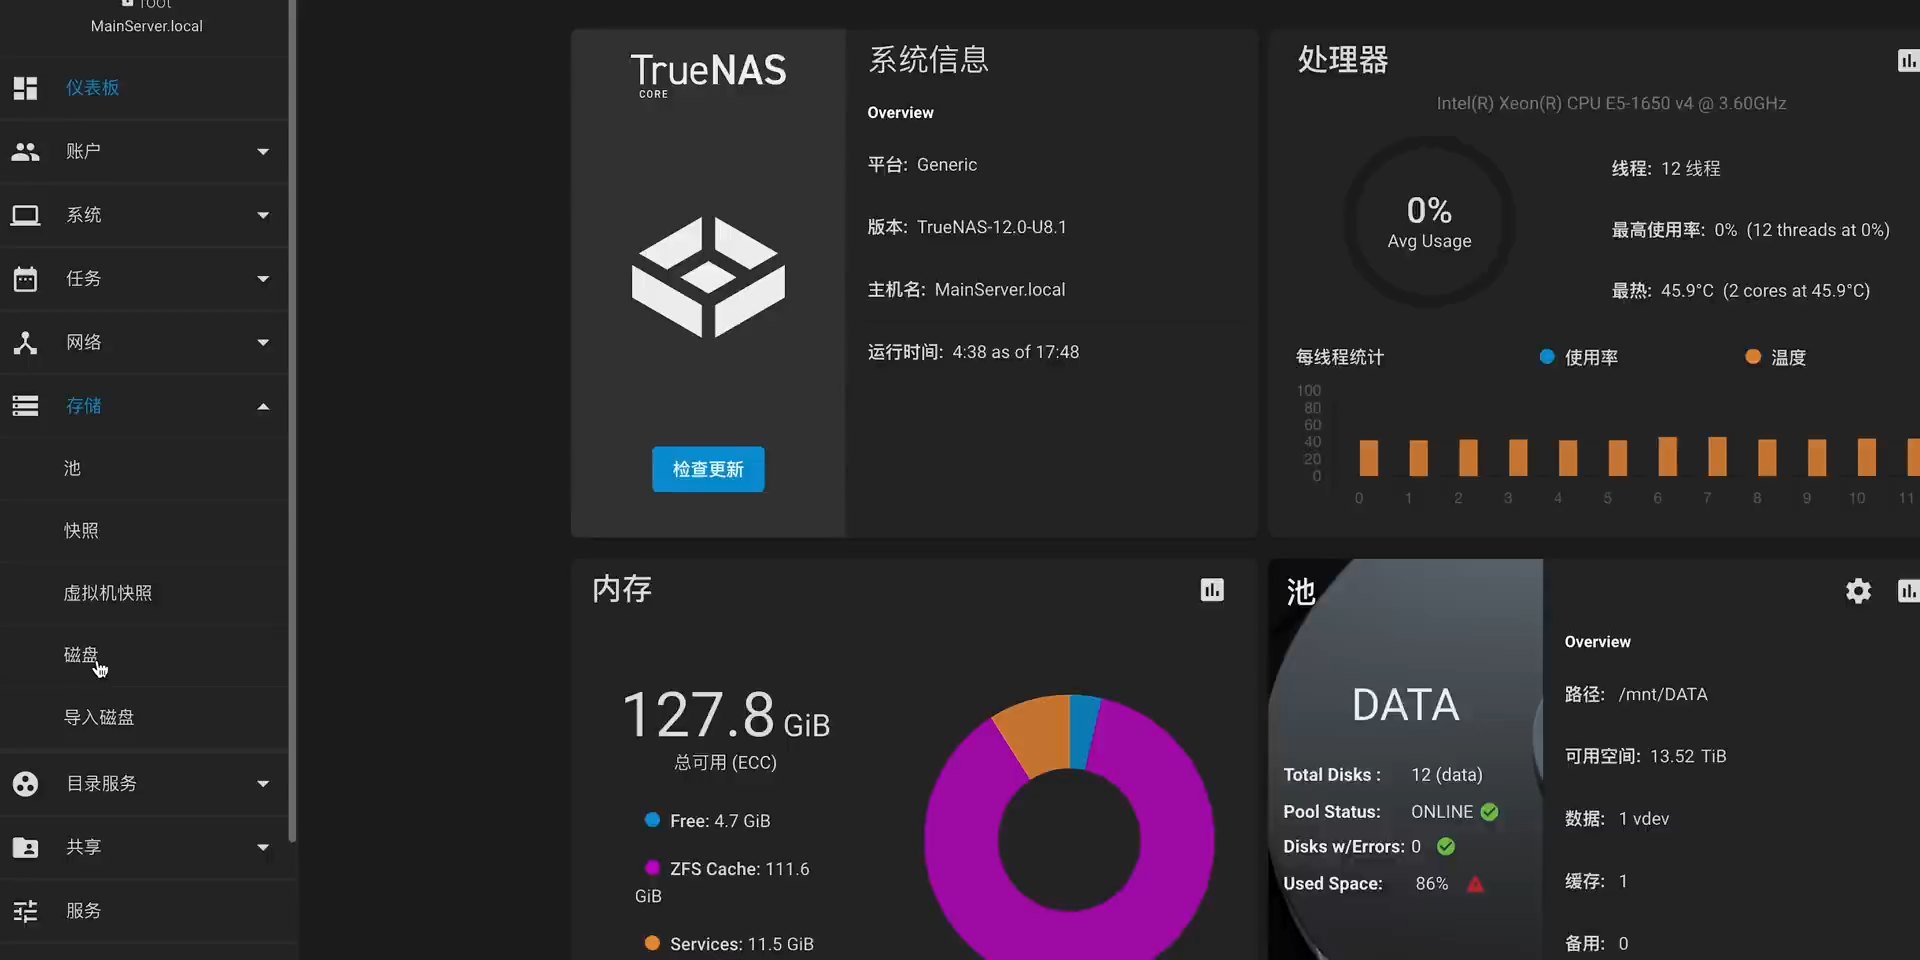 root
MainServer.local
仪表板
账户
系统
任务
网络
存储
池
快照
虚拟机快照
磁盘
导入磁盘
目录服务
共享
服务
TrueNAS
CORE
检查更新
系统信息
Overview
平台: Generic
版本: TrueNAS-12.0-U8.1
主机名: MainServer.local
运行时间: 4:38 as of 17:48
处理器
Intel(R) Xeon(R) CPU E5-1650 v4 @ 3.60GHz
0%
Avg Usage
线程: 12 线程
最高使用率: 0% (12 threads at 0%)
最热: 45.9°C (2 cores at 45.9°C)
每线程统计
使用率
温度
100
80
60
40
20
0
0 1 2 3 4 5 6 7 8 9 10 11
内存
127.8 GiB
总可用 (ECC)
Free: 4.7 GiB
ZFS Cache: 111.6
GiB
Services: 11.5 GiB
池
DATA
Total Disks : 12 (data)
Pool Status: ONLINE
Disks w/Errors: 0
Used Space: 86%
Overview
路径: /mnt/DATA
可用空间: 13.52 TiB
数据: 1 vdev
缓存: 1
备用: 0